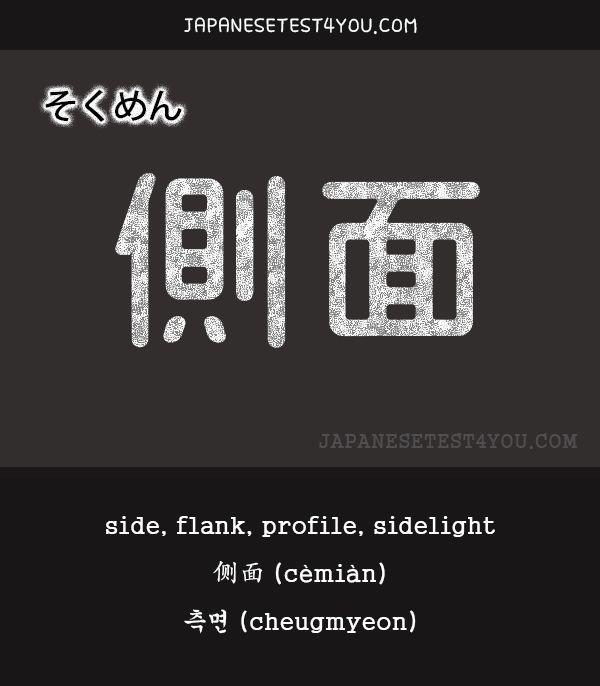 JAPANESETEST4YOU.COM
そくめん
側面
JAPANESETEST4YOU.COM
side, flank, profile, sidelight
侧面 (cèmiàn)
측면 (cheugmyeon)